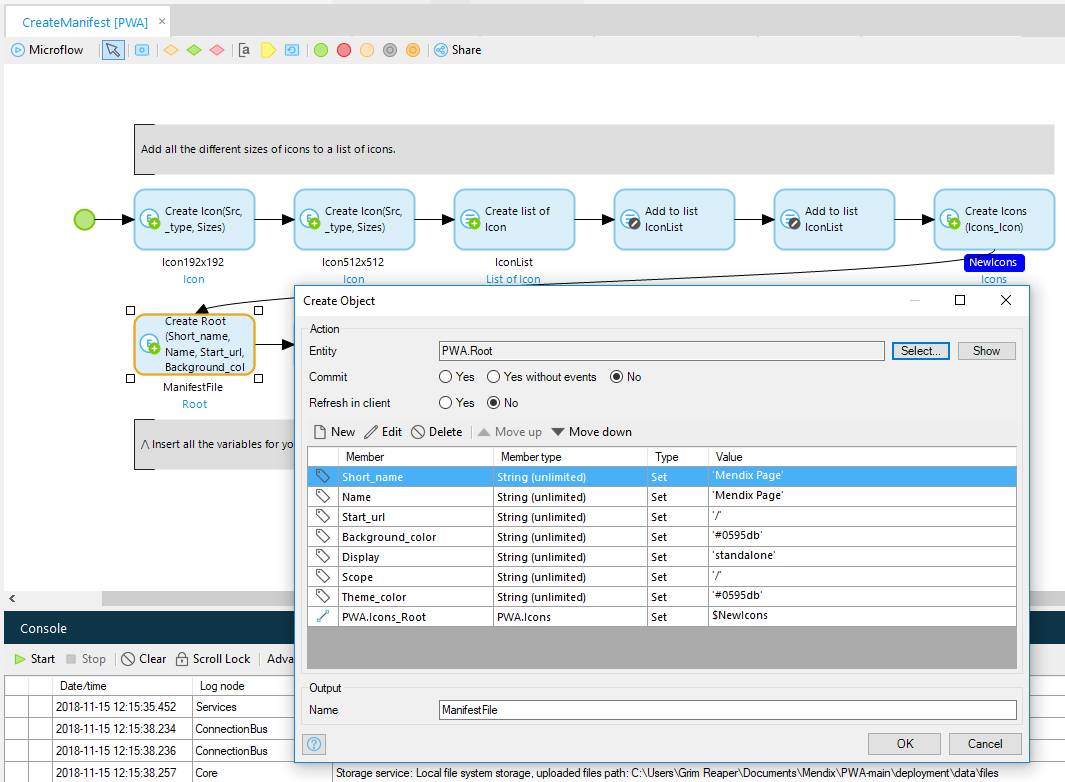 CreateManifest [PWA] ×
Microflow Share
Add all the different sizes of icons to a list of icons.
Create Icon(Src, _type, Sizes)
Icon192x192
Icon
Create Icon(Src, _type, Sizes)
Icon512x512
Icon
Create list of Icon
IconList
List of Icon
Add to list IconList
Add to list IconList
Create Icons (Icons_Icon)
NewIcons
Icons
Create Root
(Short_name,
Name, Start_url,
Background_col
ManifestFile
Root
/\ Insert all the variables for yo
Create Object
Action
Entity PWA.Root Select... Show
Commit Yes Yes without events No
Refresh in client Yes No
New Edit Delete Move up Move down
Member Member type Type Value
Short_name String (unlimited) Set 'Mendix Page'
Name String (unlimited) Set 'Mendix Page'
Start_url String (unlimited) Set '/'
Background_color String (unlimited) Set '#0595db'
Display String (unlimited) Set 'standalone'
Scope String (unlimited) Set '/'
Theme_color String (unlimited) Set '#0595db'
PWA.Icons_Root PWA.Icons Set $NewIcons
Output
Name ManifestFile
OK Cancel
Console
Start Stop Clear Scroll Lock Adva
Date/time Log node
2018-11-15 12:15:35.452 Services
2018-11-15 12:15:38.234 ConnectionBus
2018-11-15 12:15:38.236 ConnectionBus
2018-11-15 12:15:38.257 Core Storage service: Local file system storage, uploaded files path: C:\Users\Grim Reaper\Documents\Mendix\PWA-main\deployment\data\files